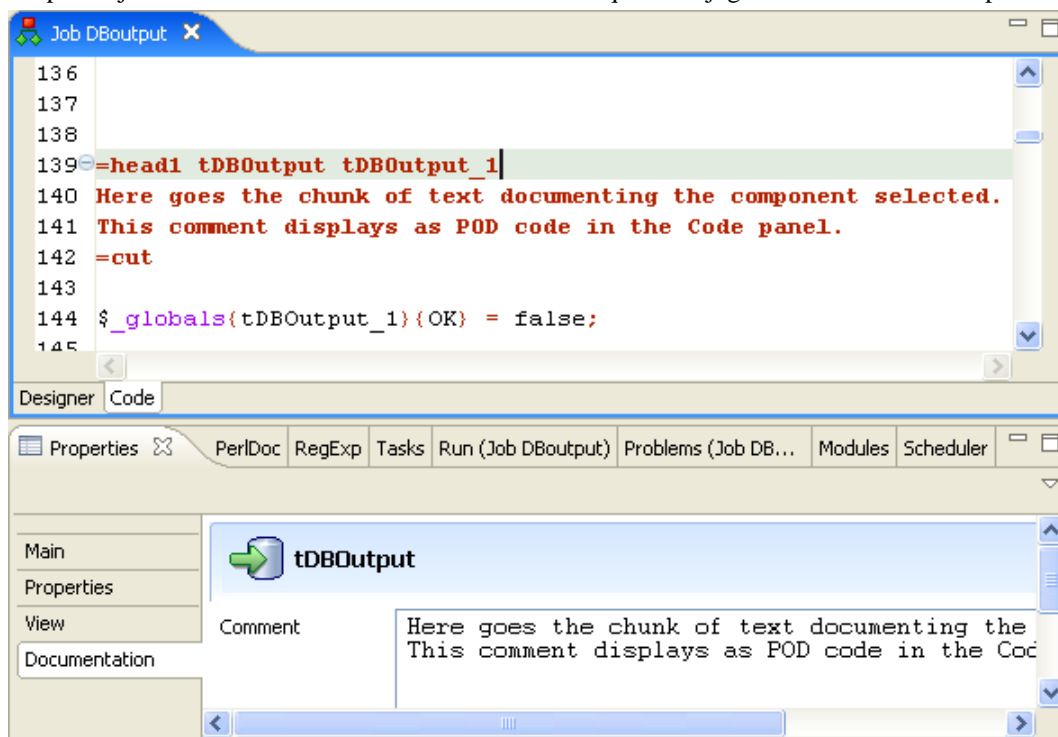 Job DBoutput
136
137
138
139 =head1 tDBOutput tDBOutput_1
140 Here goes the chunk of text documenting the component selected.
141 This comment displays as POD code in the Code panel.
142 =cut
143
144 $_globals{tDBOutput_1}{OK} = false;
145
Designer Code
Properties PerlDoc RegExp Tasks Run (Job DBoutput) Problems (Job DB... Modules Scheduler
Main
tDBOutput
Properties
View
Comment
Here goes the chunk of text documenting the
Documentation
This comment displays as POD code in the Cod